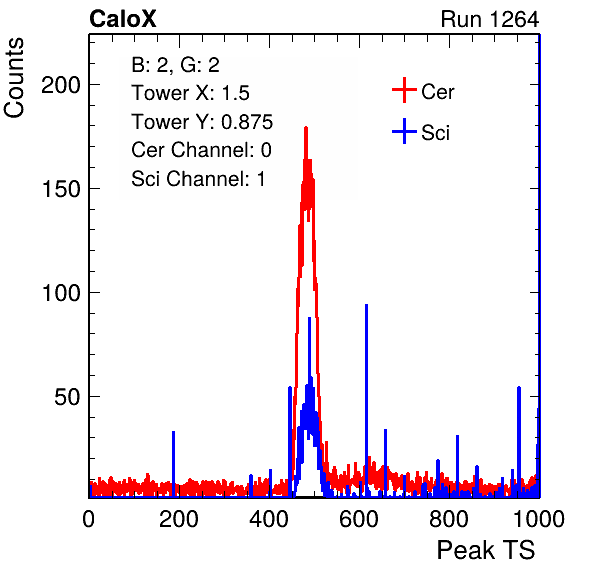 CaloX Run 1264
Counts
B: 2, G: 2
Tower X: 1.5
Tower Y: 0.875
Cer Channel: 0
Sci Channel: 1
Cer
Sci
200
150
100
50
0 200 400 600 800 1000
Peak TS